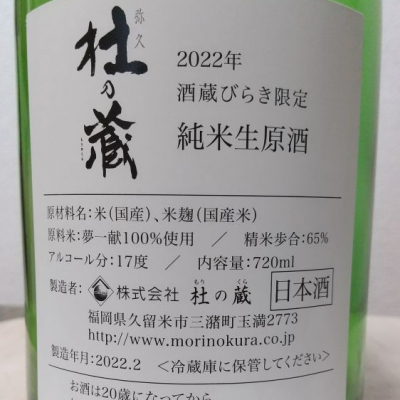 弥久
杜の蔵
2022年
酒蔵びらき限定
純米生原酒
原材料名:米(国産)、米麹(国産米)
原料米:夢一献100%使用 / 精米歩合:65%
アルコール分:17度 / 内容量:720ml
製造者: 株式会社 杜の蔵 日本酒
もり くら
福岡県久留米市三潴町玉満2773
http://www.morinokura.co.jp
製造年月:2022.2 <冷蔵庫に保管してください>
お酒は20歳になってから